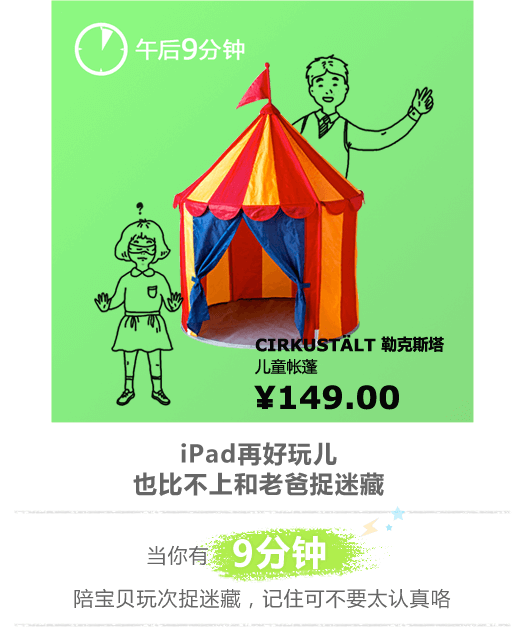 午后9分钟
?
CIRKUSTÄLT 勒克斯塔
儿童帐蓬
¥149.00
iPad再好玩儿
也比不上和老爸捉迷藏
当你有 9分钟
陪宝贝玩次捉迷藏，记住可不要太认真咯